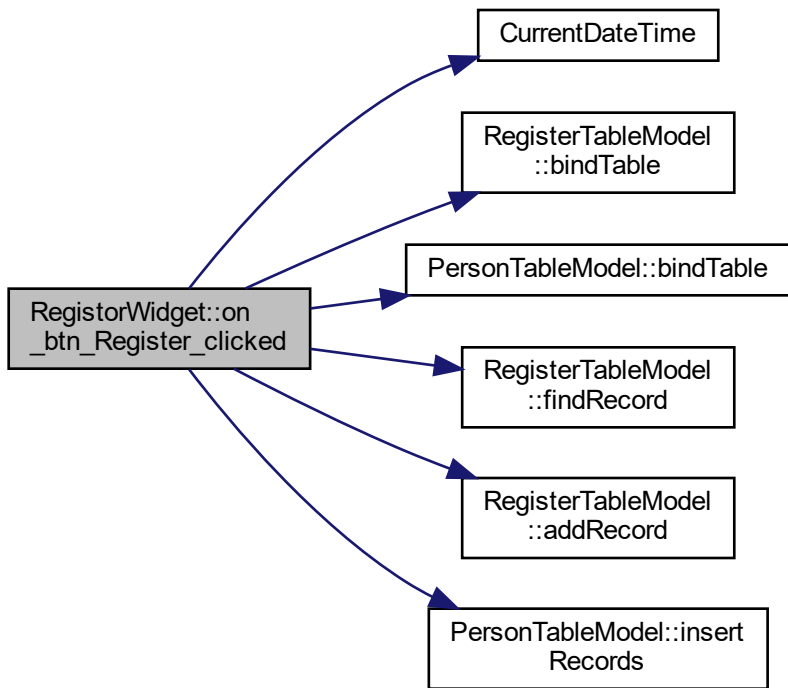 CurrentDateTime
RegisterTableModel
::bindTable
PersonTableModel::bindTable
RegistorWidget::on
_btn_Register_clicked
RegisterTableModel
::findRecord
RegisterTableModel
::addRecord
PersonTableModel::insert
Records